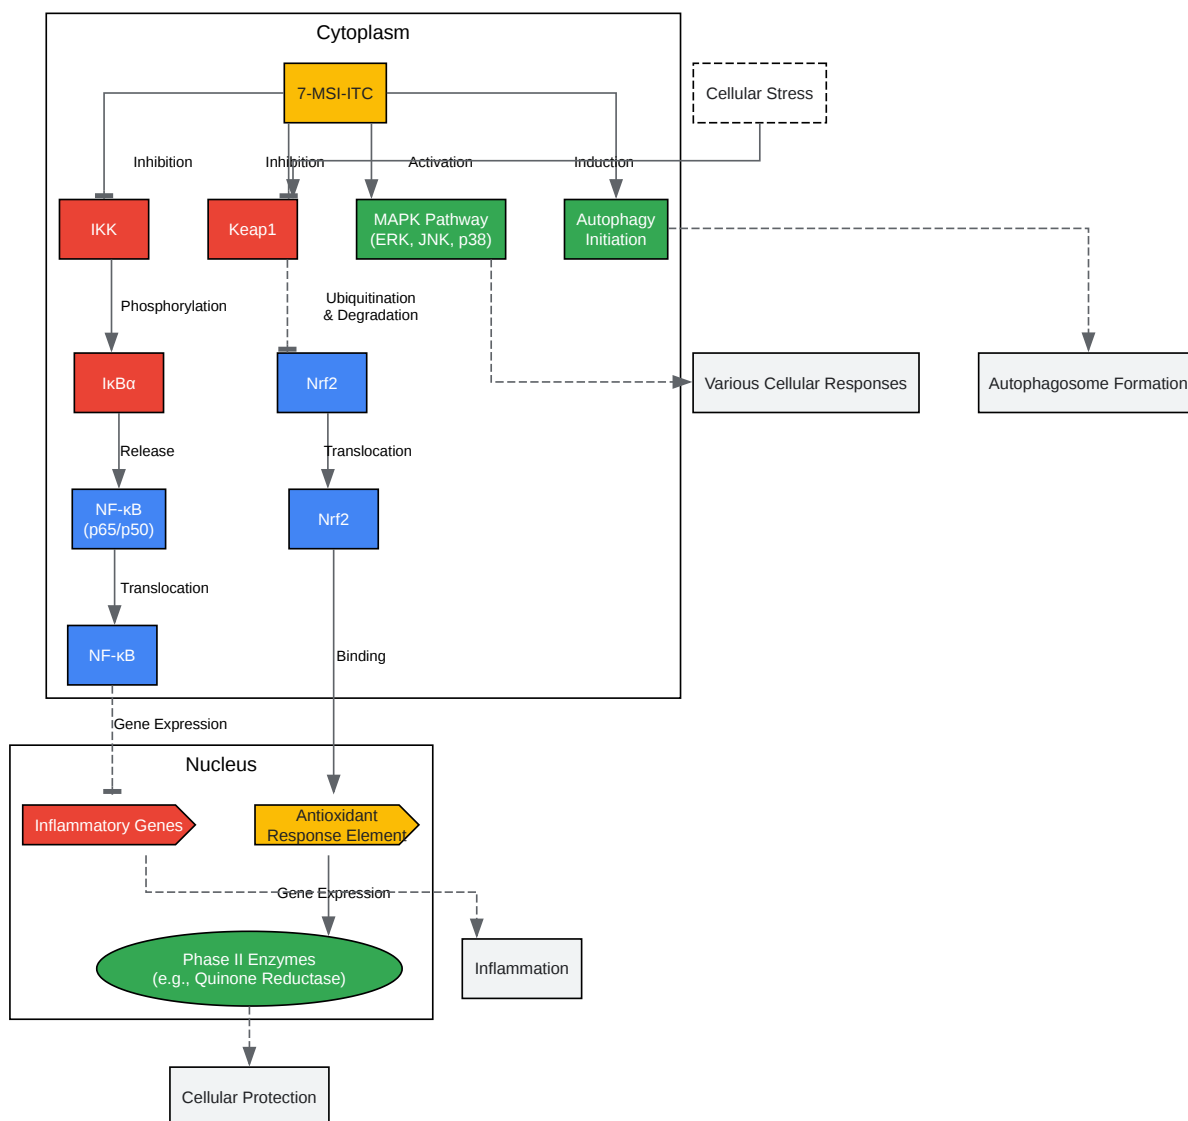 Cytoplasm
7-MSI-ITC
Cellular Stress
Inhibition
Inhibition
Activation
Induction
IKK
Keap1
MAPK Pathway
(ERK, JNK, p38)
Autophagy
Initiation
Phosphorylation
Ubiquitination
& Degradation
IκBα
Nrf2
Various Cellular Responses
Autophagosome Formation
Release
Translocation
NF-κB
(p65/p50)
Nrf2
Translocation
NF-κB
Binding
Gene Expression
Nucleus
Inflammatory Genes
Antioxidant
Response Element
Gene Expression
Phase II Enzymes
(e.g., Quinone Reductase)
Inflammation
Cellular Protection